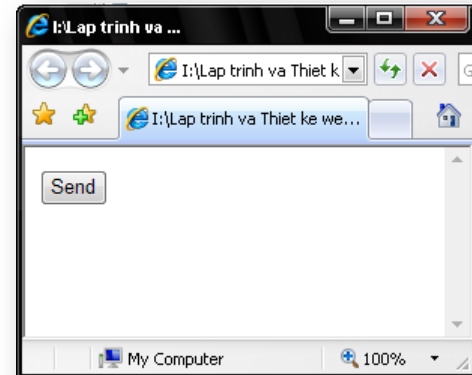 I:\Lap trinh va ...
I:\Lap trinh va Thiet k
G
I:\Lap trinh va Thiet ke we...
Send
My Computer
100%